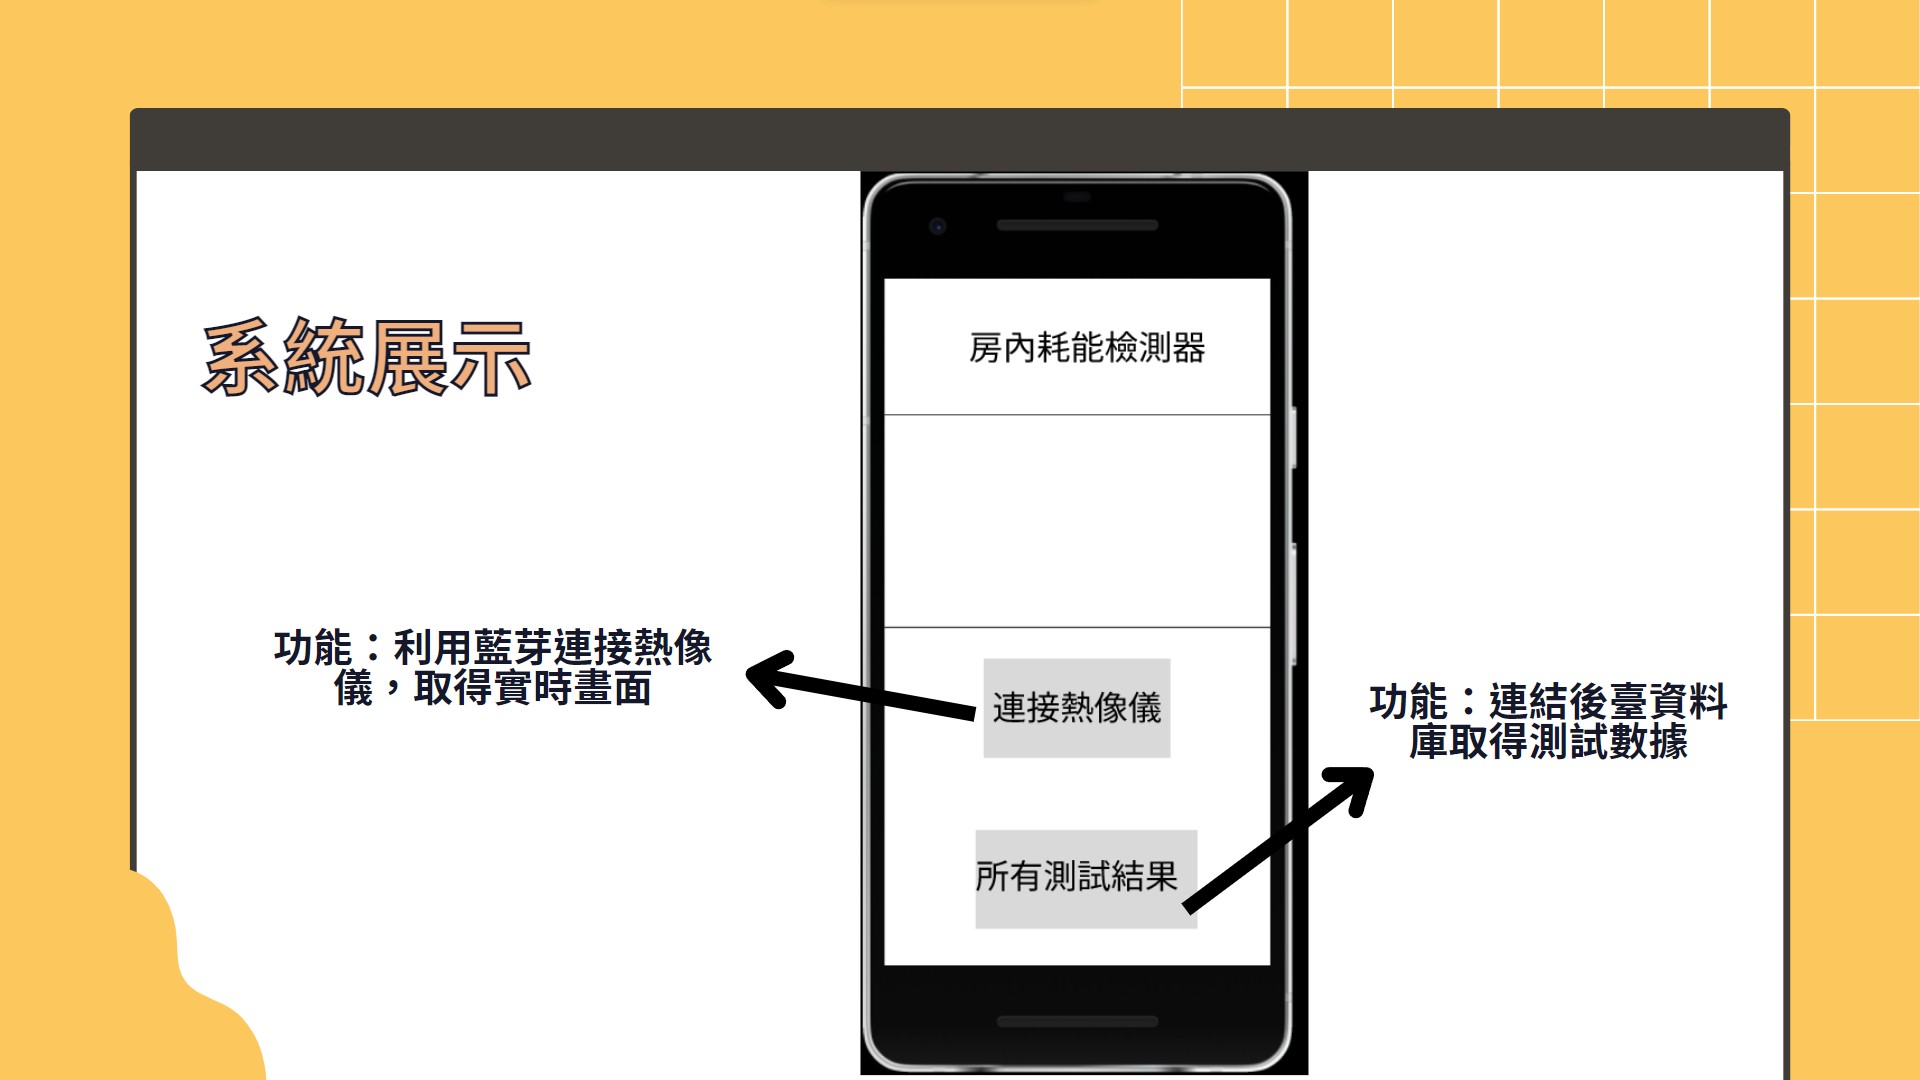 系統展示
房內耗能檢測器
功能：利用藍芽連接熱像
儀，取得實時畫面
連接熱像儀
功能：連結後臺資料
庫取得測試數據
所有測試結果